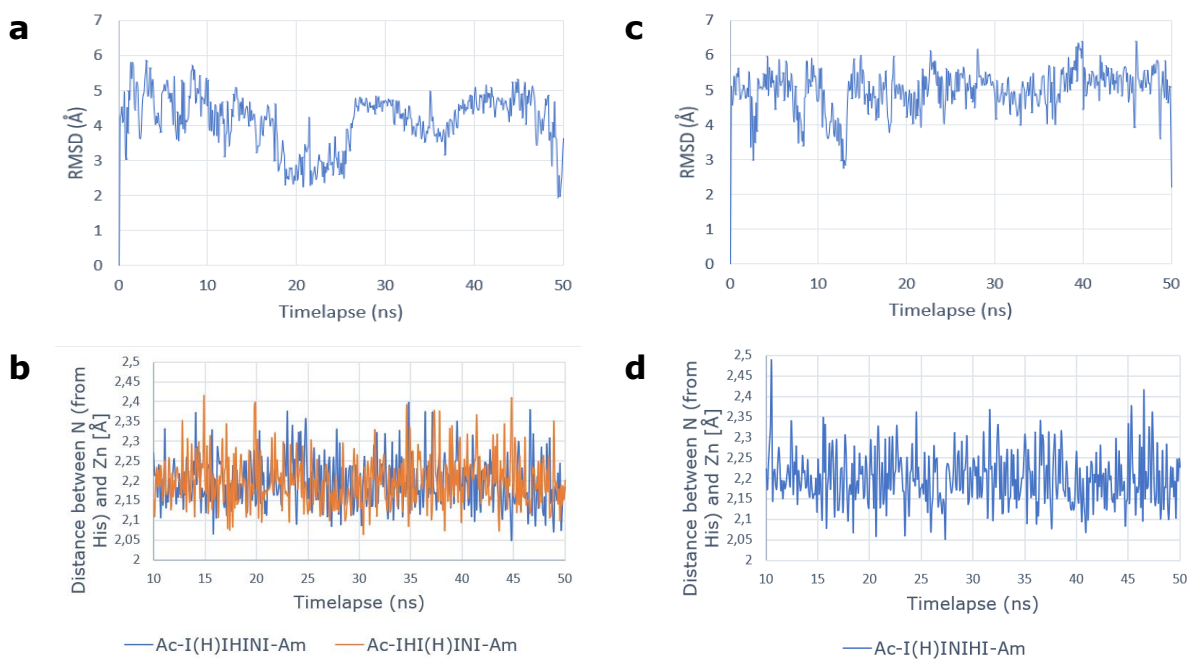 a
7
6
5
4
3
2
1
0
RMSD (Å)
0 10 20 30 40 50
Timelapse (ns)
c
7
6
5
4
3
2
1
0
RMSD (Å)
0 10 20 30 40 50
Timelapse (ns)
b
2,5
2,45
2,4
2,35
2,3
2,25
2,2
2,15
2,1
2,05
2
Distance between N (from
His) and Zn [Å]
10 15 20 25 30 35 40 45 50
Timelapse (ns)
Ac-I(H)IHINI-Am Ac-IHI(H)INI-Am
d
2,5
2,45
2,4
2,35
2,3
2,25
2,2
2,15
2,1
2,05
2
Distance between N (from
His) and Zn [Å]
10 15 20 25 30 35 40 45 50
Timelapse (ns)
Ac-I(H)INIHI-Am